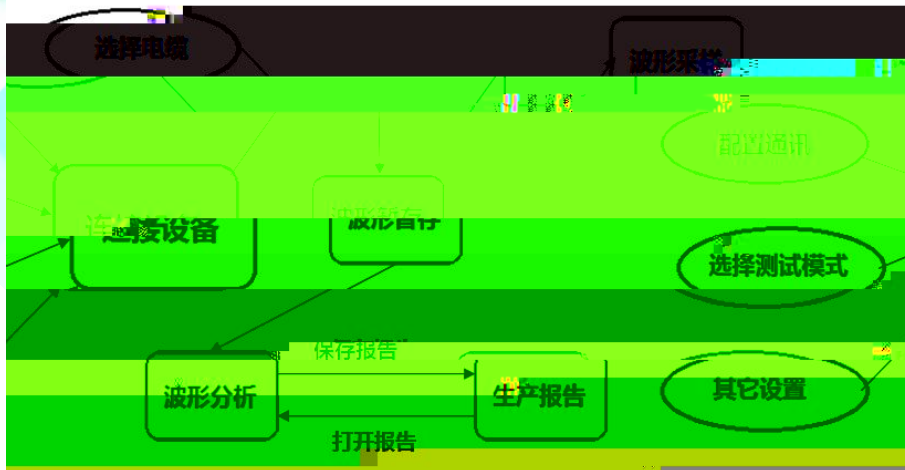 选择电缆
波形采样
配置通讯
连接设备
波形暂存
选择测试模式
保存报告
波形分析
生产报告
其它设置
打开报告